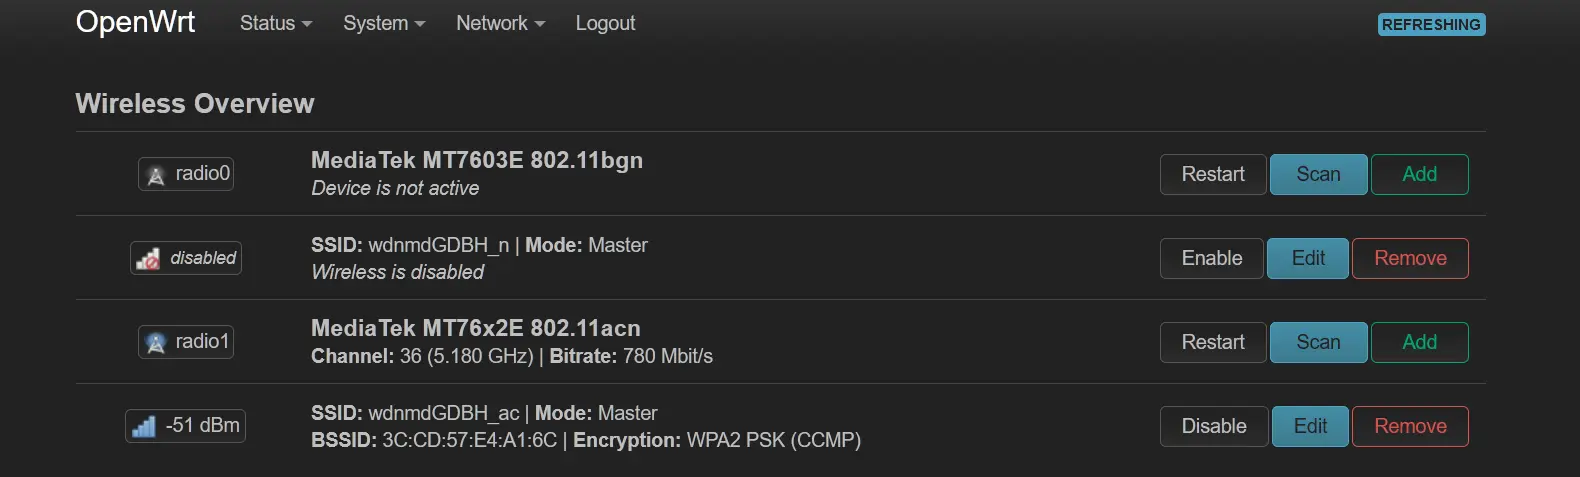 OpenWrt Status System Network Logout REFRESHING
Wireless Overview
radio0 MediaTek MT7603E 802.11bgn Restart Scan Add
Device is not active
disabled SSID: wdnmdGDBH_n | Mode: Master Enable Edit Remove
Wireless is disabled
radio1 MediaTek MT76x2E 802.11acn Restart Scan Add
Channel: 36 (5.180 GHz) | Bitrate: 780 Mbit/s
-51 dBm SSID: wdnmdGDBH_ac | Mode: Master Disable Edit Remove
BSSID: 3C:CD:57:E4:A1:6C | Encryption: WPA2 PSK (CCMP)